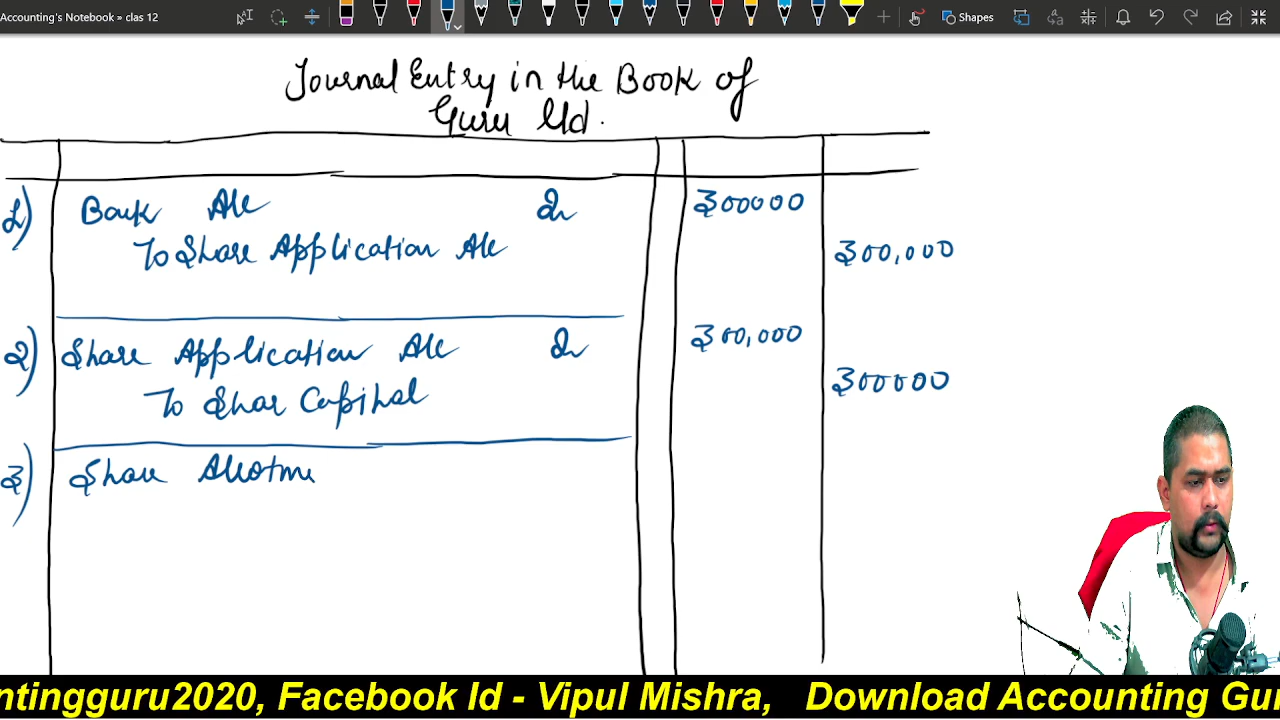 Accounting's Notebook » clas 12
Shapes
Journal Entry in the Book of
Guru Ltd.
1) Bank A/c Dr 300000
To Share Application A/c 300,000
2) Share Application A/c Dr 300,000
To Shar Capital 300000
3) Share Allotme
ntingguru2020, Facebook Id - Vipul Mishra, Download Accounting Gu